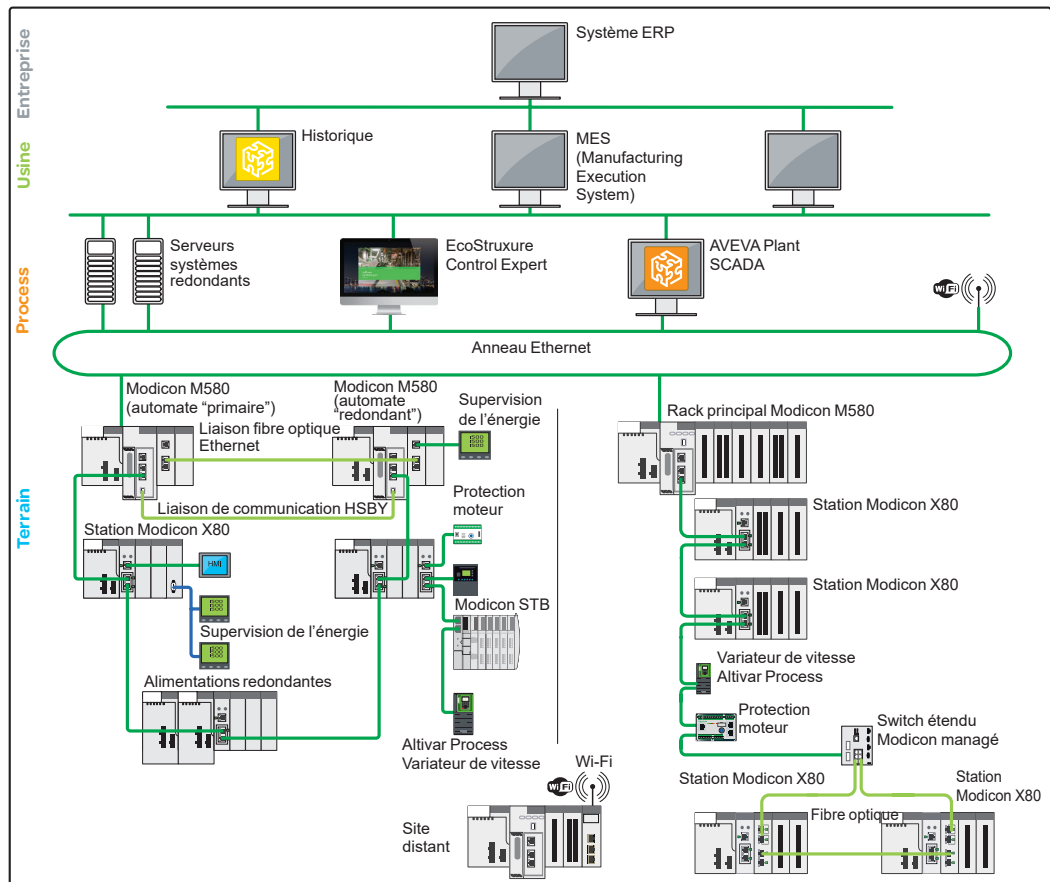 Entreprise
Système ERP
Usine
Historique
MES
(Manufacturing
Execution
System)
Process
Serveurs
systèmes
redondants
EcoStruxure
Control Expert
AVEVA Plant
SCADA
WiFi
Anneau Ethernet
Terrain
Modicon M580
(automate “primaire”)
Modicon M580
(automate
“redondant”)
Liaison fibre optique
Ethernet
Supervision
de l’énergie
Liaison de communication HSBY
Protection
moteur
Station Modicon X80
HMI
Supervision de l’énergie
Modicon STB
Alimentations redondantes
Altivar Process
Variateur de vitesse
Rack principal Modicon M580
Station Modicon X80
Station Modicon X80
Variateur de vitesse
Altivar Process
Protection
moteur
Switch étendu
Modicon managé
Wi-Fi
WiFi
Site
distant
Station Modicon X80
Station
Modicon X80
Fibre optique